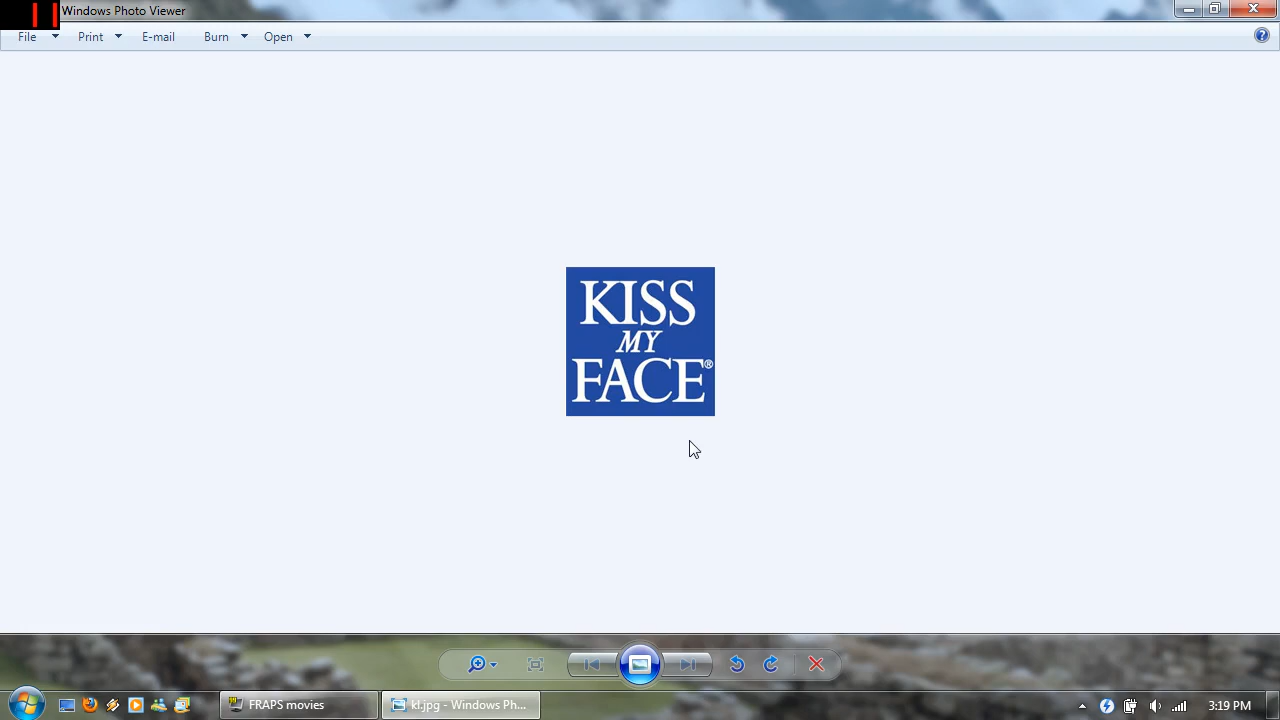 Windows Photo Viewer
File Print E-mail Burn Open
KISS
MY
FACE®
FRAPS movies kf.jpg - Windows Ph... 3:19 PM